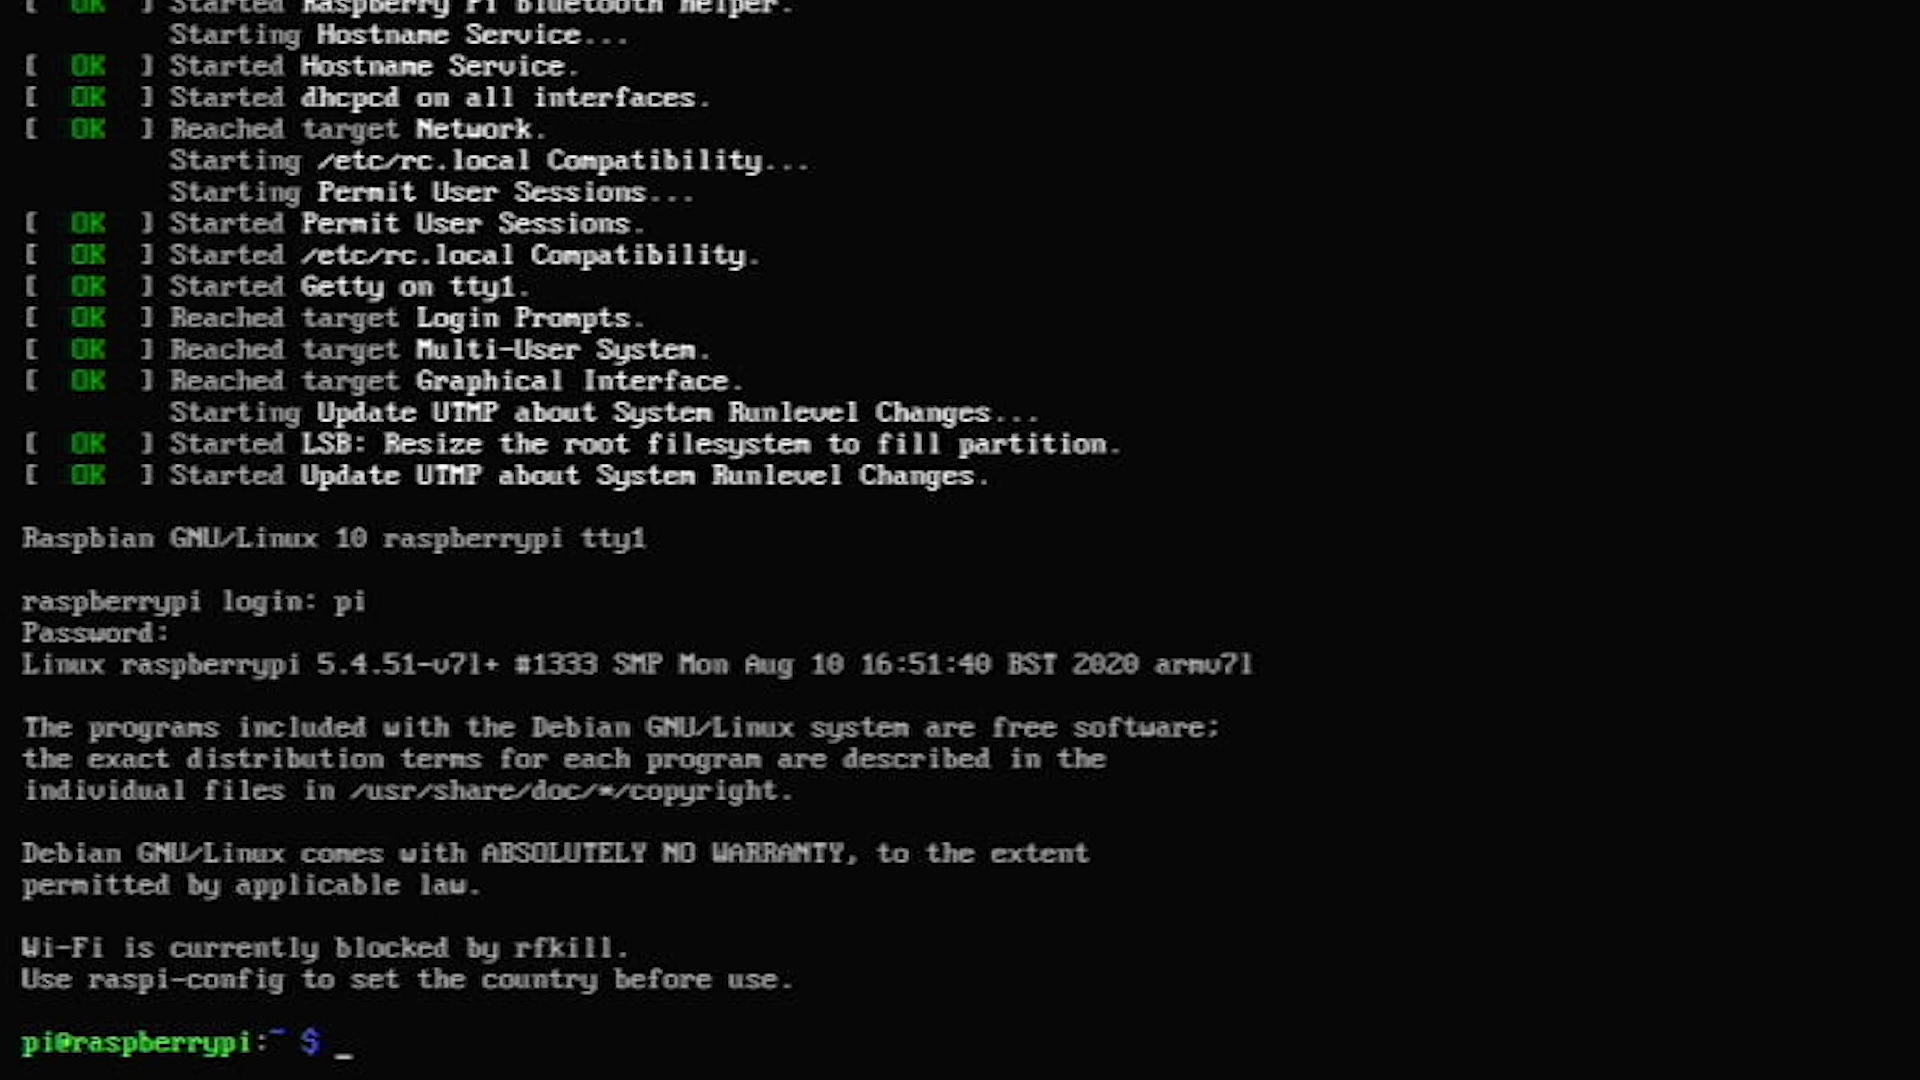 [  OK  ] Started Raspberry Pi bluetooth helper.
         Starting Hostname Service...
[  OK  ] Started Hostname Service.
[  OK  ] Started dhcpcd on all interfaces.
[  OK  ] Reached target Network.
         Starting /etc/rc.local Compatibility...
         Starting Permit User Sessions...
[  OK  ] Started Permit User Sessions.
[  OK  ] Started /etc/rc.local Compatibility.
[  OK  ] Started Getty on tty1.
[  OK  ] Reached target Login Prompts.
[  OK  ] Reached target Multi-User System.
[  OK  ] Reached target Graphical Interface.
         Starting Update UTMP about System Runlevel Changes...
[  OK  ] Started LSB: Resize the root filesystem to fill partition.
[  OK  ] Started Update UTMP about System Runlevel Changes.
Raspbian GNU/Linux 10 raspberrypi tty1
raspberrypi login: pi
Password:
Linux raspberrypi 5.4.51-v7l+ #1333 SMP Mon Aug 10 16:51:40 BST 2020 armv7l
The programs included with the Debian GNU/Linux system are free software;
the exact distribution terms for each program are described in the
individual files in /usr/share/doc/*/copyright.
Debian GNU/Linux comes with ABSOLUTELY NO WARRANTY, to the extent
permitted by applicable law.
Wi-Fi is currently blocked by rfkill.
Use raspi-config to set the country before use.
pi@raspberrypi:~ $ _